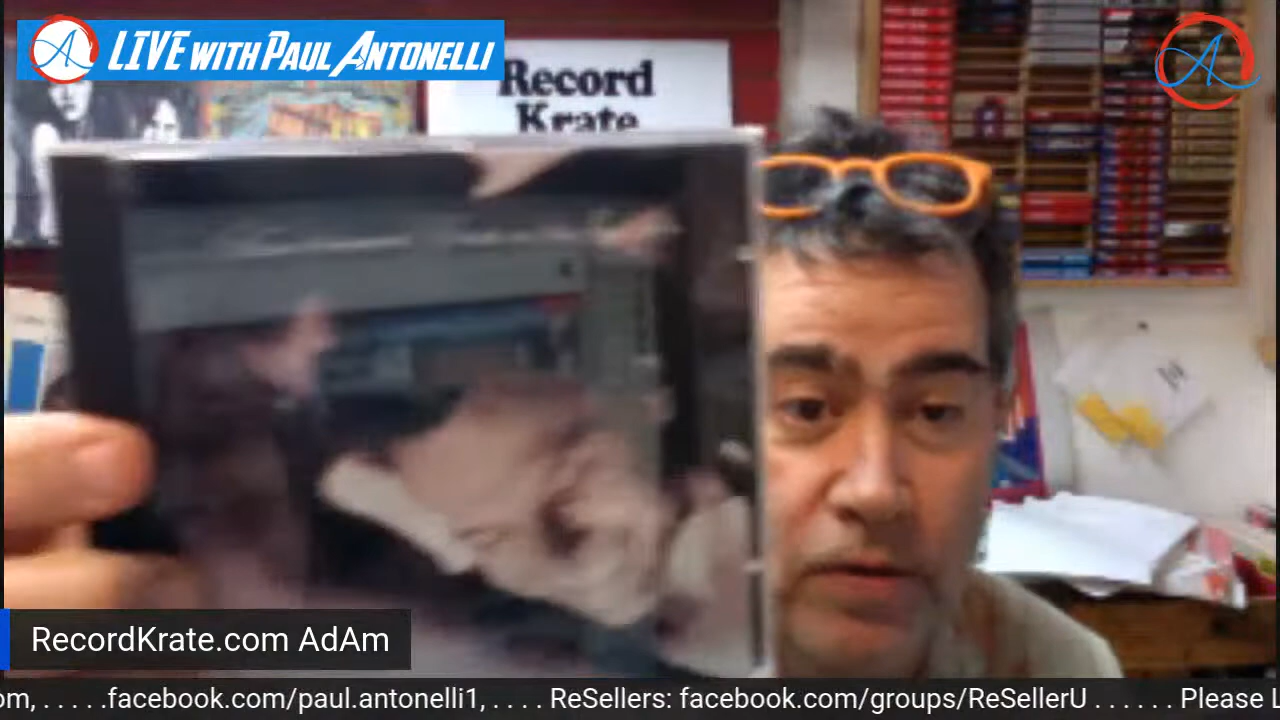 A LIVE WITH PAUL ANTONELLI
Record
Krate
A
RecordKrate.com AdAm
om, . . . . .facebook.com/paul.antonelli1, . . . . ReSellers: facebook.com/groups/ReSellerU . . . . . . Please L